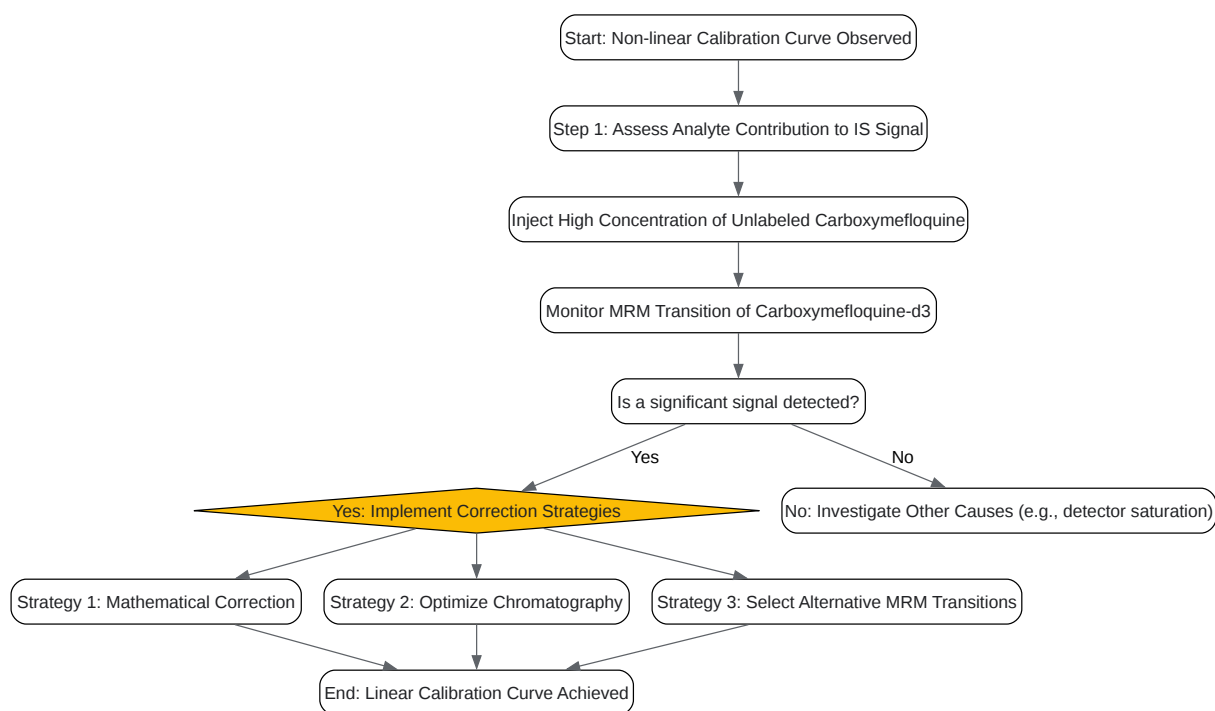 Start: Non-linear Calibration Curve Observed
Step 1: Assess Analyte Contribution to IS Signal
Inject High Concentration of Unlabeled Carboxymefloquine
Monitor MRM Transition of Carboxymefloquine-d3
Is a significant signal detected?
Yes
No
Yes: Implement Correction Strategies
No: Investigate Other Causes (e.g., detector saturation)
Strategy 1: Mathematical Correction
Strategy 2: Optimize Chromatography
Strategy 3: Select Alternative MRM Transitions
End: Linear Calibration Curve Achieved